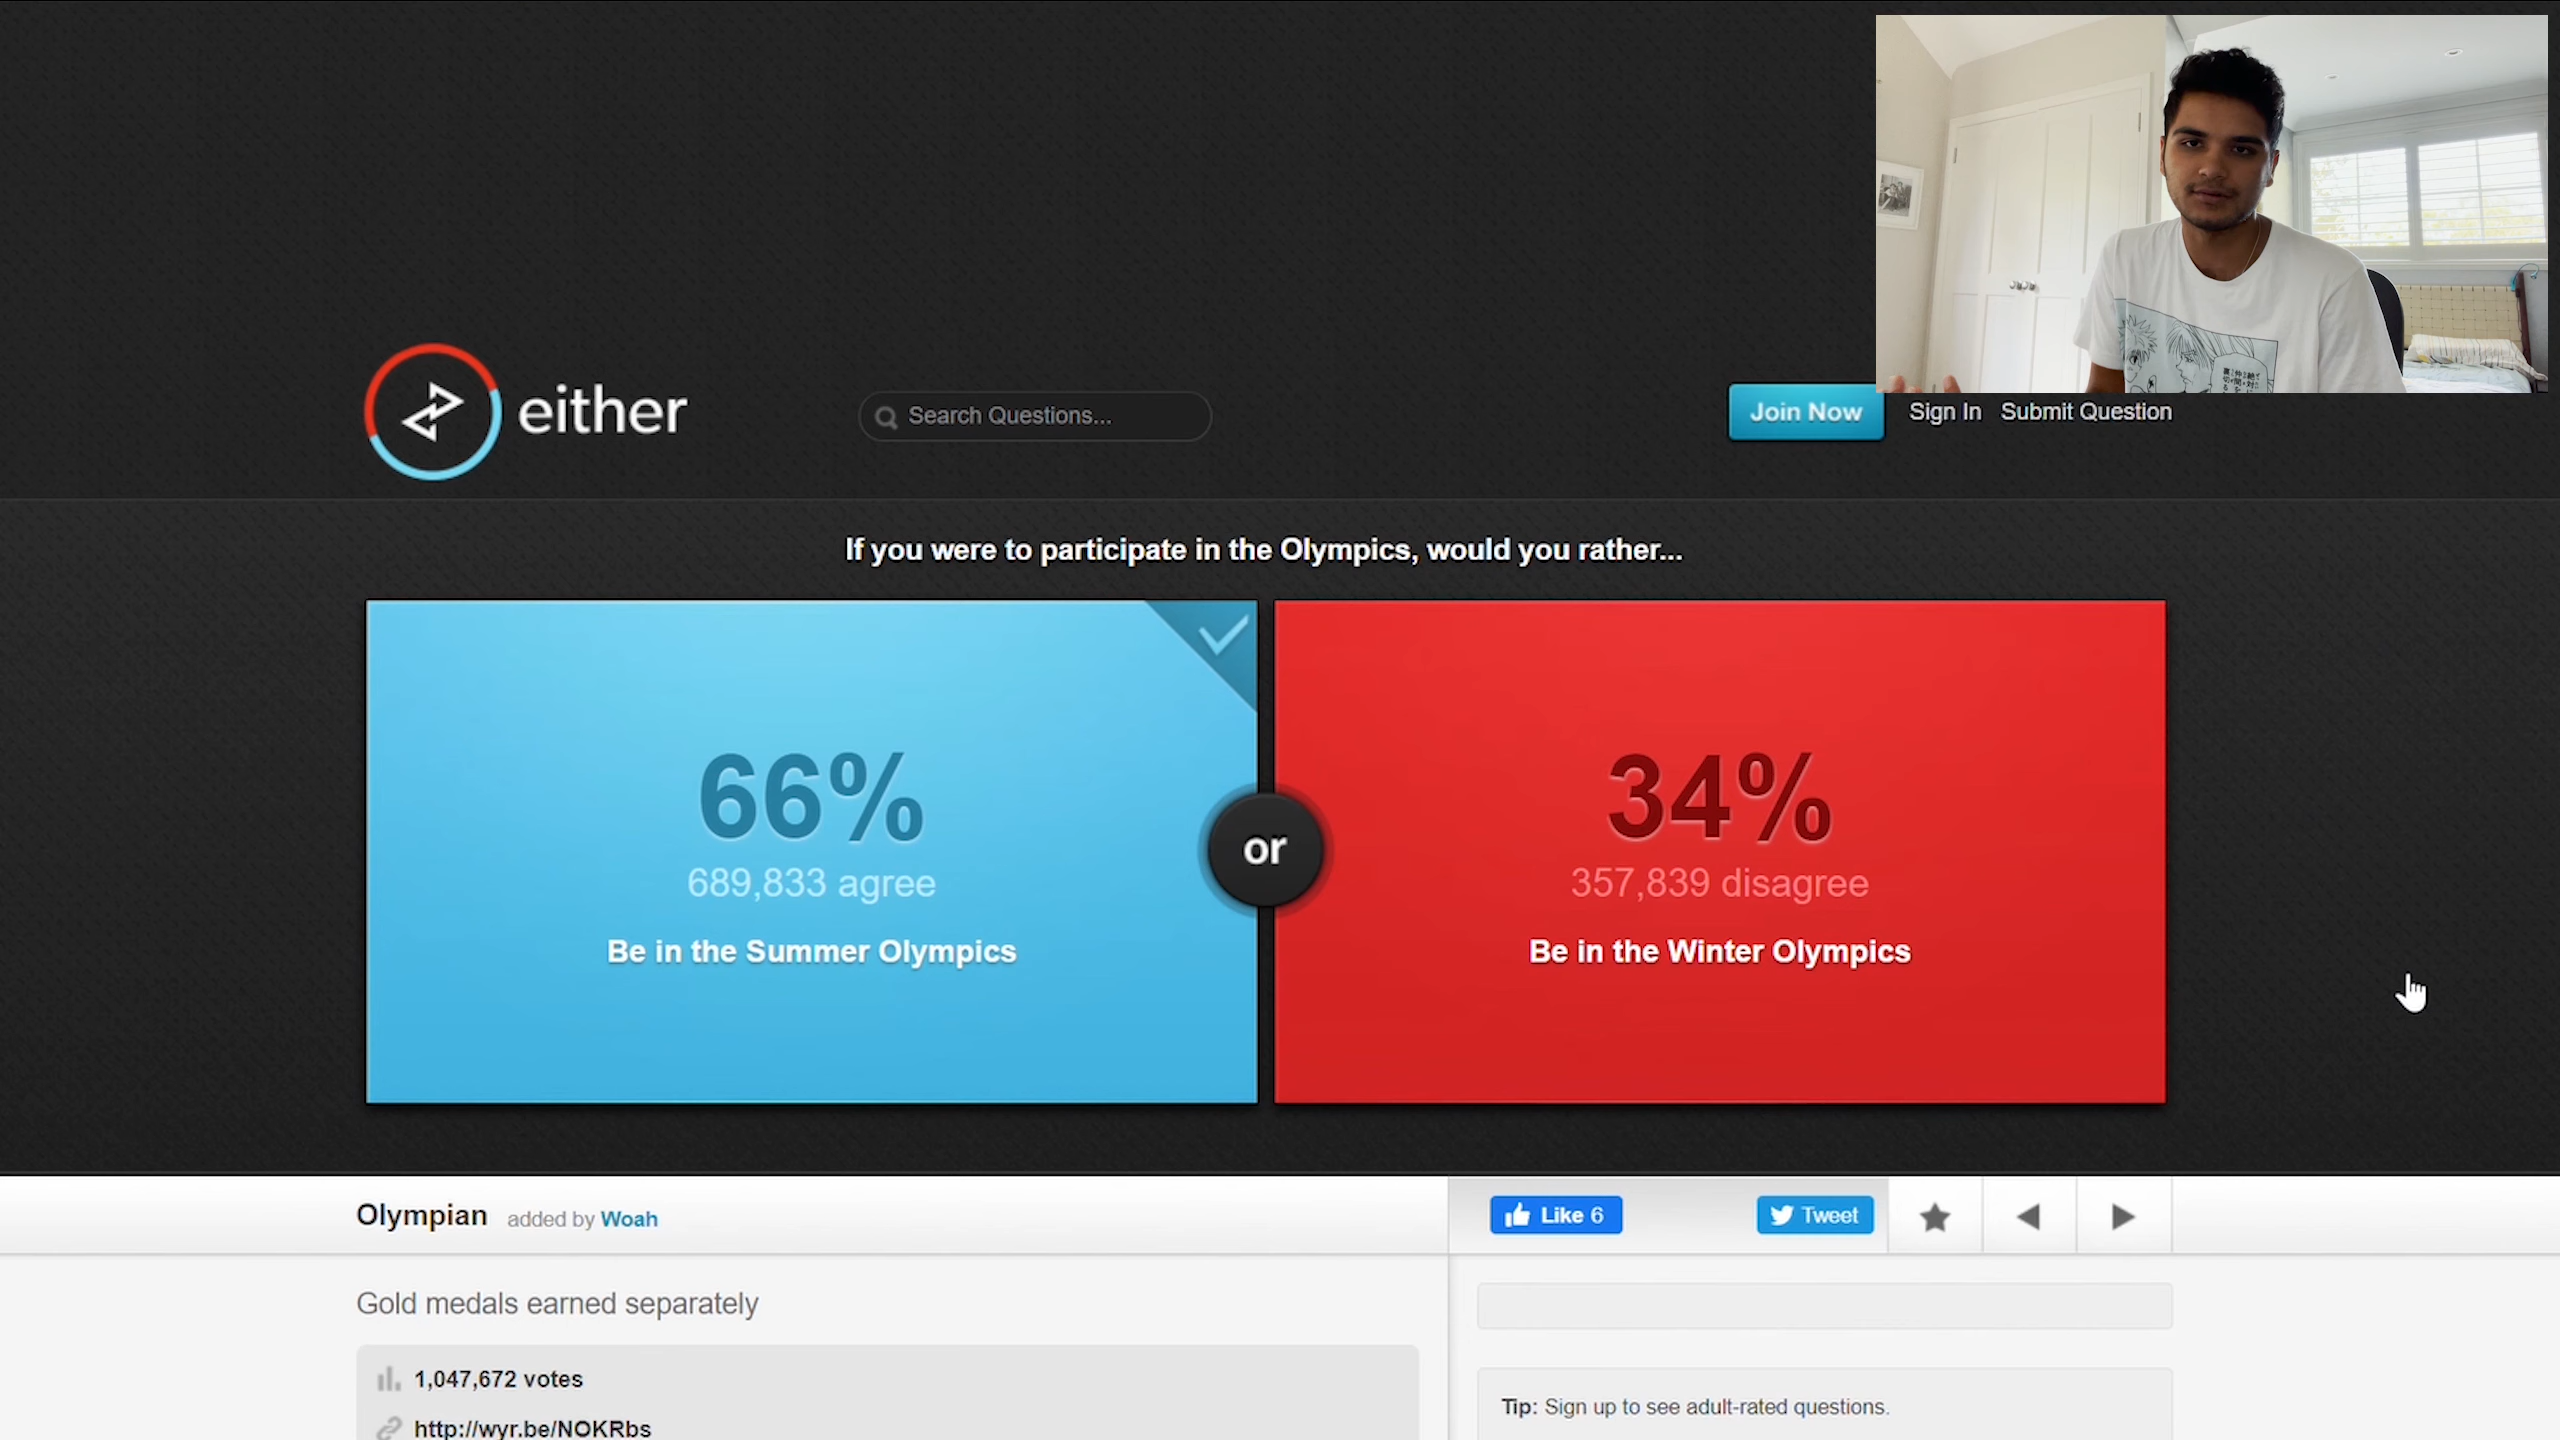 either
Search Questions...
Join Now
Sign In
Submit Question
If you were to participate in the Olympics, would you rather...
66%
689,833 agree
Be in the Summer Olympics
or
34%
357,839 disagree
Be in the Winter Olympics
Olympian added by Woah
Like 6
Tweet
Gold medals earned separately
1,047,672 votes
http://wyr.be/NOKRbs
Tip: Sign up to see adult-rated questions.